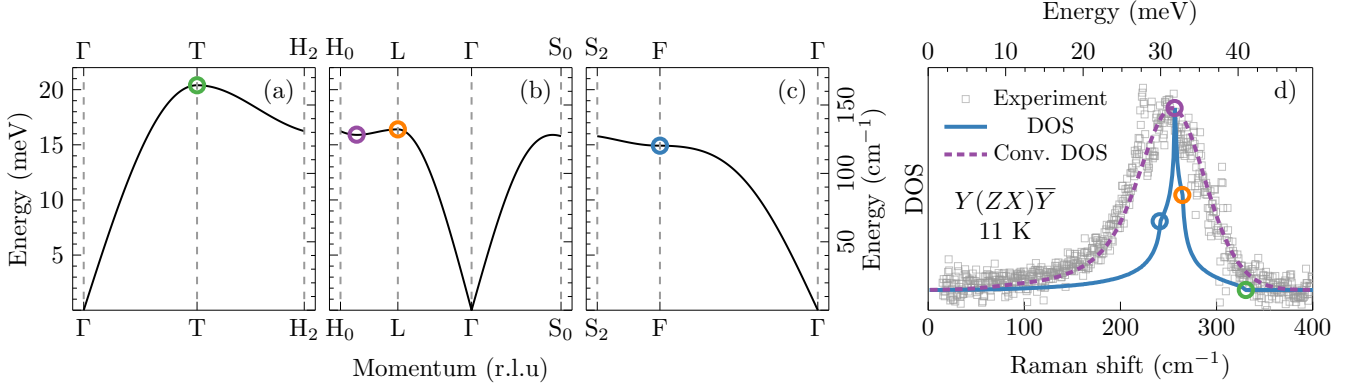 Energy (meV)
Γ T H₂ H₀ L Γ S₀ S₂ F Γ
0 20 40
20
15
10
5
(a)
(b)
(c)
d)
Energy (meV)
150
100
50
Energy (cm⁻¹)
DOS
Experiment
DOS
Conv. DOS
Y(ZX)Y̅
11 K
Γ T H₂ H₀ L Γ S₀ S₂ F Γ
0 100 200 300 400
Momentum (r.l.u)
Raman shift (cm⁻¹)